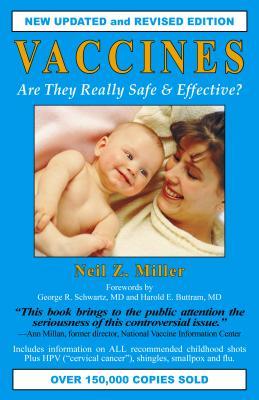 NEW UPDATED and REVISED EDITION
VACCINES
Are They Really Safe & Effective?
Neil Z. Miller
Forewords by
George R. Schwartz, MD and Harold E. Buttram, MD
"This book brings to the public attention the
seriousness of this controversial issue."
—Ann Millan, former director, National Vaccine Information Center
Includes information on ALL recommended childhood shots
Plus HPV ("cervical cancer"), shingles, smallpox and flu.
OVER 150,000 COPIES SOLD